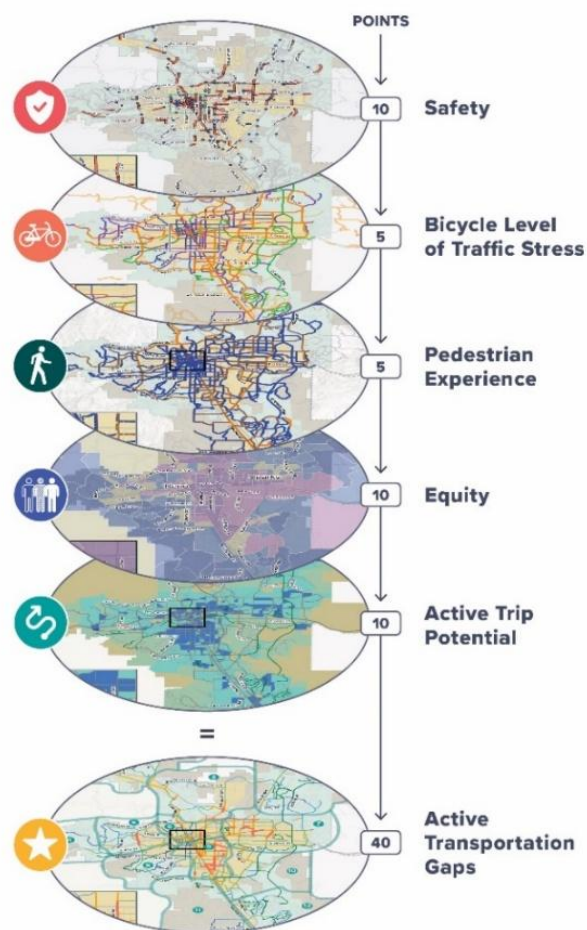 POINTS
10
Safety
5
Bicycle Level
of Traffic Stress
5
Pedestrian
Experience
10
Equity
10
Active Trip
Potential
=
40
Active
Transportation
Gaps